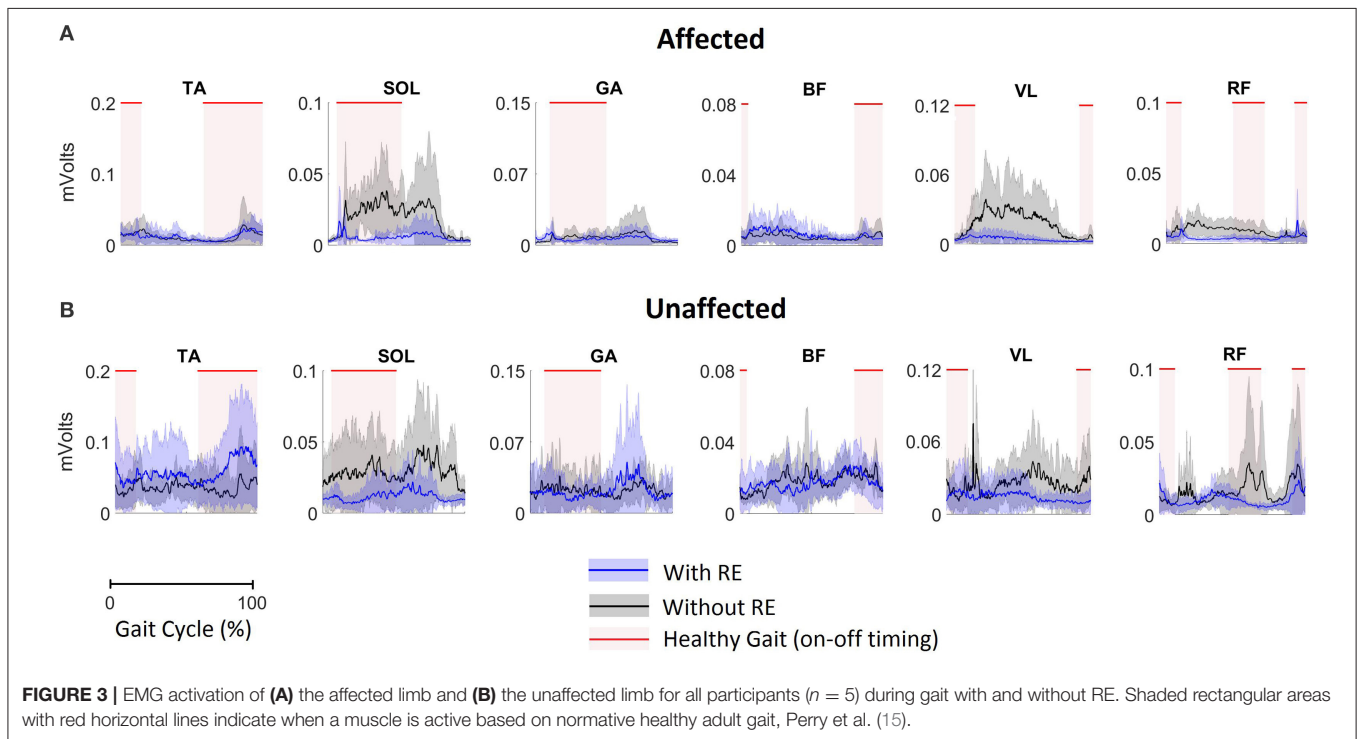 A
Affected
TA SOL GA BF VL RF
0.2 0.1 0.15 0.08 0.12 0.1
mVolts
0.1 0.05 0.07 0.04 0.06 0.05
0 0 0 0 0 0
B
Unaffected
TA SOL GA BF VL RF
0.2 0.1 0.15 0.08 0.12 0.1
mVolts
0.1 0.05 0.07 0.04 0.06 0.05
0 0 0 0 0 0
0 100
Gait Cycle (%)
With RE
Without RE
Healthy Gait (on-off timing)
FIGURE 3 | EMG activation of (A) the affected limb and (B) the unaffected limb for all participants (n = 5) during gait with and without RE. Shaded rectangular areas
with red horizontal lines indicate when a muscle is active based on normative healthy adult gait, Perry et al. (15).